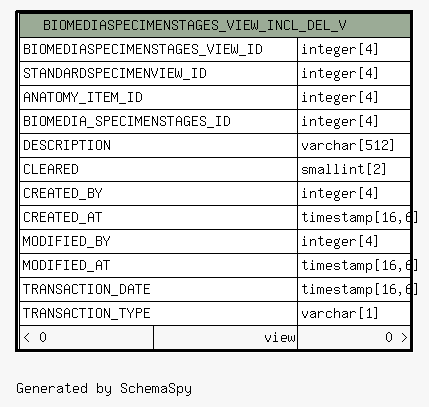 BIOMEDIASPECIMENSTAGES_VIEW_INCL_DEL_V
BIOMEDIASPECIMENSTAGES_VIEW_ID integer[4]
STANDARDSPECIMENVIEW_ID integer[4]
ANATOMY_ITEM_ID integer[4]
BIOMEDIA_SPECIMENSTAGES_ID integer[4]
DESCRIPTION varchar[512]
CLEARED smallint[2]
CREATED_BY integer[4]
CREATED_AT timestamp[16,6]
MODIFIED_BY integer[4]
MODIFIED_AT timestamp[16,6]
TRANSACTION_DATE timestamp[16,6]
TRANSACTION_TYPE varchar[1]
< 0 view 0 >
Generated by SchemaSpy